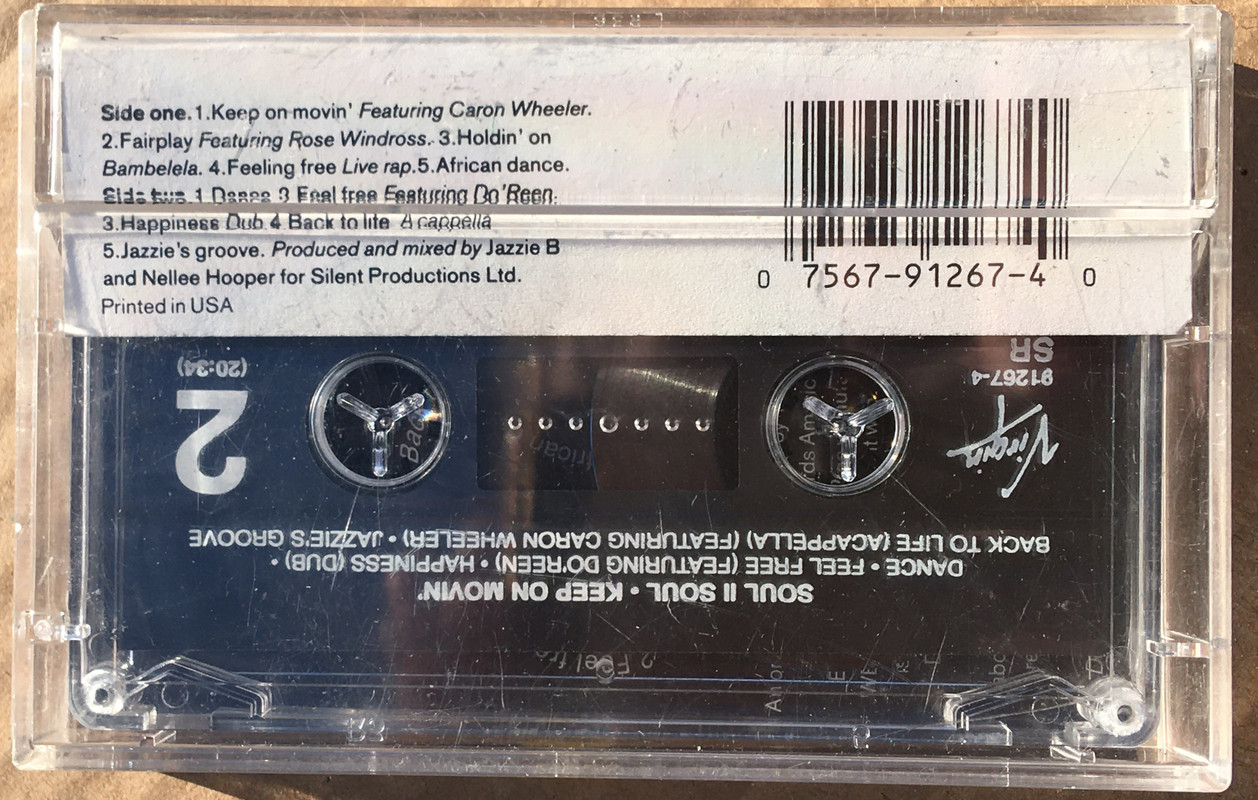 Side one.1.Keep on movin' Featuring Caron Wheeler.
2.Fairplay Featuring Rose Windross. 3.Holdin' on
Bambelela. 4.Feeling free Live rap.5.African dance.
Side two. 1 Dance 2 Feel free Featuring Do'Reen.
3.Happiness Dub 4 Back to life Acappella
5.Jazzie's groove. Produced and mixed by Jazzie B
and Nellee Hooper for Silent Productions Ltd.
Printed in USA
0 7567-91267-4 0
SOUL II SOUL • KEEP ON MOVIN'
DANCE • FEEL FREE (FEATURING DO'REEN) • HAPPINESS (DUB) •
BACK TO LIFE (ACAPPELLA) (FEATURING CARON WHEELER) • JAZZIE'S GROOVE
Virgin
2
91267-4
(20:34)
SR